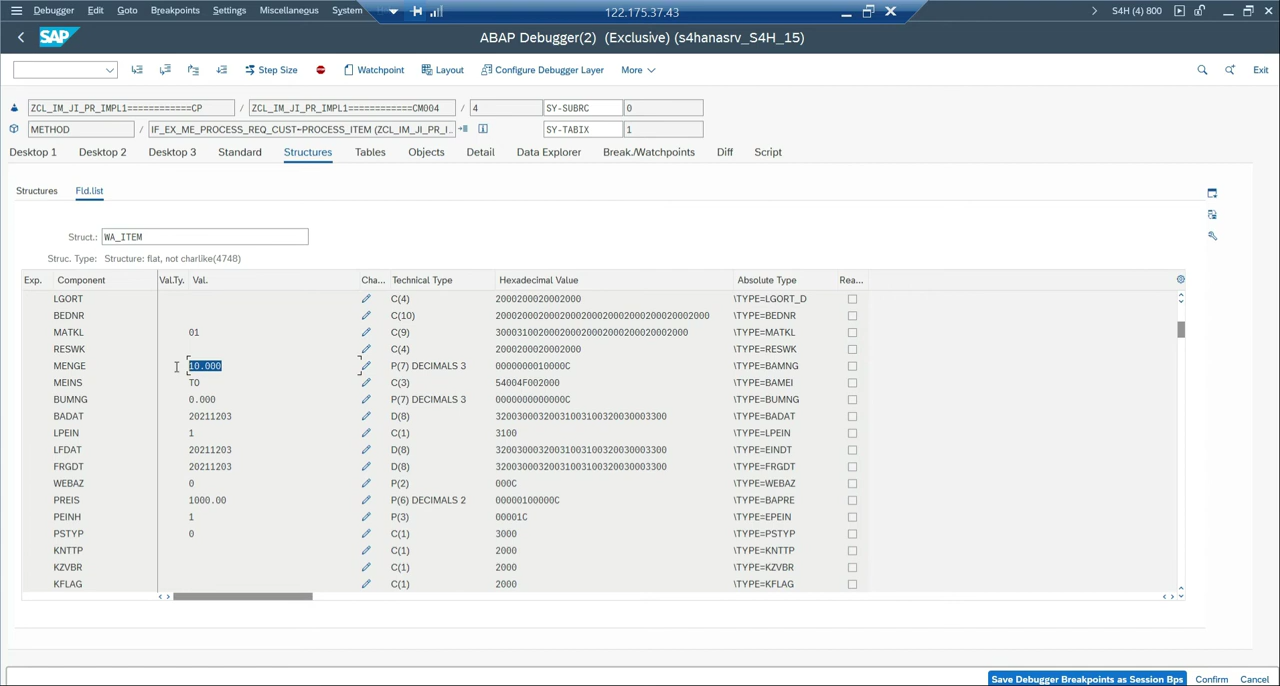 Debugger Edit Goto Breakpoints Settings Miscellaneous System 122.175.37.43 S4H (4) 800
SAP ABAP Debugger(2) (Exclusive) (s4hanasrv_S4H_15)
Step Size Watchpoint Layout Configure Debugger Layer More Exit
ZCL_IM_JI_PR_IMPL1============CP / ZCL_IM_JI_PR_IMPL1============CM004 / 4 SY-SUBRC 0
METHOD / IF_EX_ME_PROCESS_REQ_CUST~PROCESS_ITEM (ZCL_IM_JI_PR_I... SY-TABIX 1
Desktop 1 Desktop 2 Desktop 3 Standard Structures Tables Objects Detail Data Explorer Break./Watchpoints Diff Script
Structures Fld.list
Struct.: WA_ITEM
Struc. Type: Structure: flat, not charlike(4748)
Exp. Component Val.Ty. Val. Cha... Technical Type Hexadecimal Value Absolute Type Rea...
LGORT C(4) 2000200020002000 \TYPE=LGORT_D
BEDNR C(10) 2000200020002000200020002000200020002000 \TYPE=BEDNR
MATKL 01 C(9) 300031002000200020002000200020002000 \TYPE=MATKL
RESWK C(4) 2000200020002000 \TYPE=RESWK
MENGE 10.000 P(7) DECIMALS 3 0000000010000C \TYPE=BAMNG
MEINS TO C(3) 54004F002000 \TYPE=BAMEI
BUMNG 0.000 P(7) DECIMALS 3 0000000000000C \TYPE=BUMNG
BADAT 20211203 D(8) 32003000320031003100320030003300 \TYPE=BADAT
LPEIN 1 C(1) 3100 \TYPE=LPEIN
LFDAT 20211203 D(8) 32003000320031003100320030003300 \TYPE=EINDT
FRGDT 20211203 D(8) 32003000320031003100320030003300 \TYPE=FRGDT
WEBAZ 0 P(2) 000C \TYPE=WEBAZ
PREIS 1000.00 P(6) DECIMALS 2 00000100000C \TYPE=BAPRE
PEINH 1 P(3) 00001C \TYPE=EPEIN
PSTYP 0 C(1) 3000 \TYPE=PSTYP
KNTTP C(1) 2000 \TYPE=KNTTP
KZVBR C(1) 2000 \TYPE=KZVBR
KFLAG C(1) 2000 \TYPE=KFLAG
Save Debugger Breakpoints as Session Bps Confirm Cancel